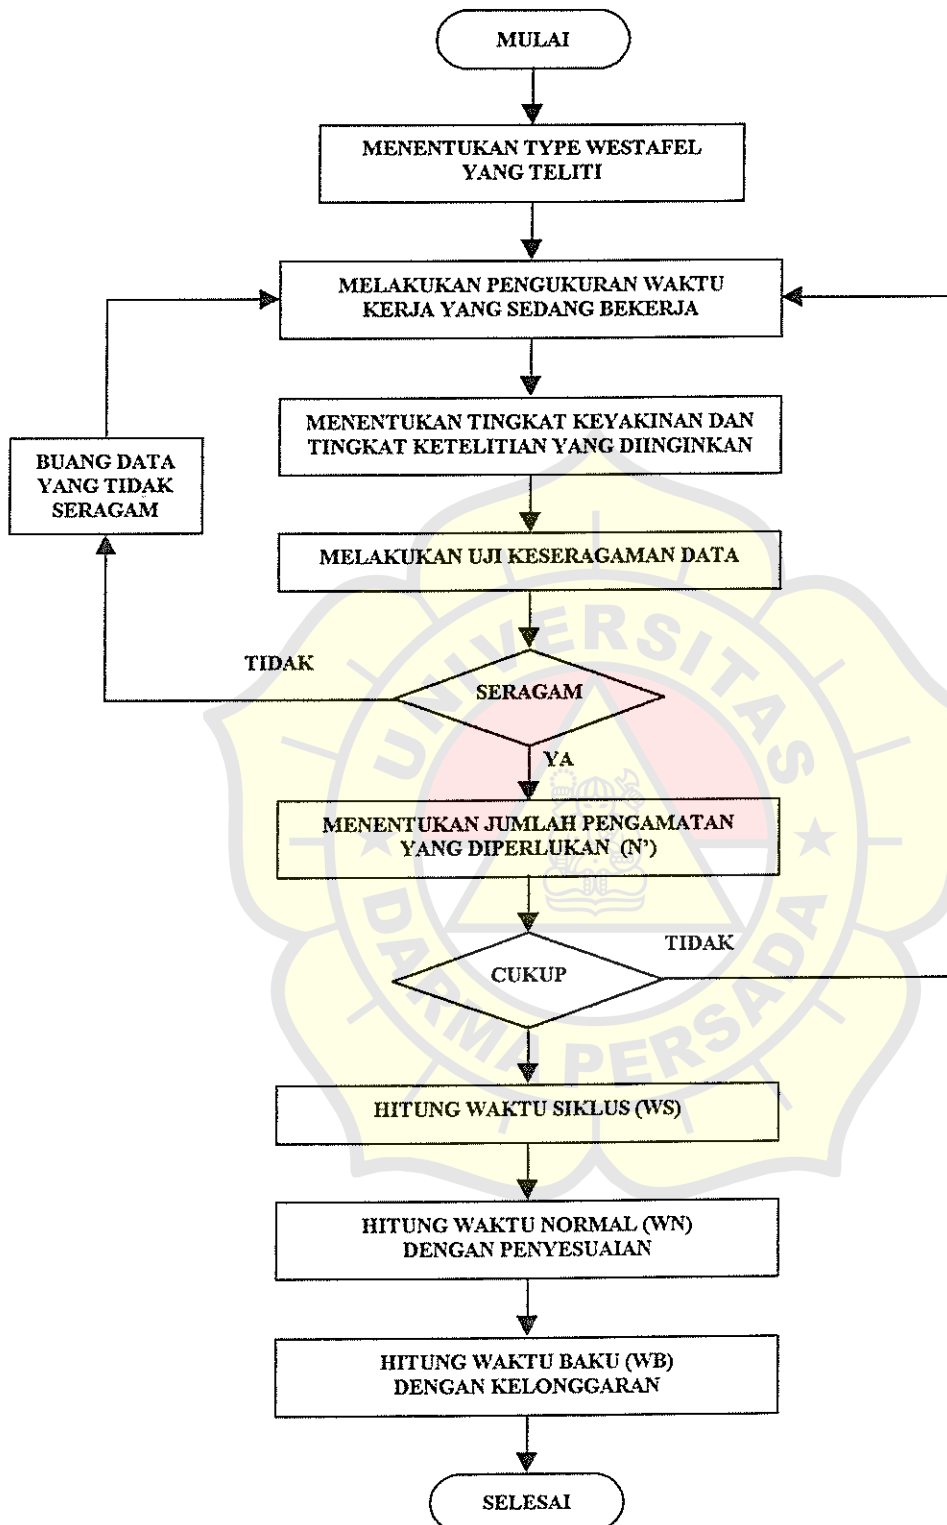 MULAI
MENENTUKAN TYPE WESTAFEL
YANG TELITI
MELAKUKAN PENGUKURAN WAKTU
KERJA YANG SEDANG BEKERJA
MENENTUKAN TINGKAT KEYAKINAN DAN
TINGKAT KETELITIAN YANG DIINGINKAN
BUANG DATA
YANG TIDAK
SERAGAM
MELAKUKAN UJI KESERAGAMAN DATA
TIDAK
SERAGAM
YA
MENENTUKAN JUMLAH PENGAMATAN
YANG DIPERLUKAN (N’)
TIDAK
CUKUP
HITUNG WAKTU SIKLUS (WS)
HITUNG WAKTU NORMAL (WN)
DENGAN PENYESUAIAN
HITUNG WAKTU BAKU (WB)
DENGAN KELONGGARAN
SELESAI
UNIVERSITAS
DARMA PERSADA